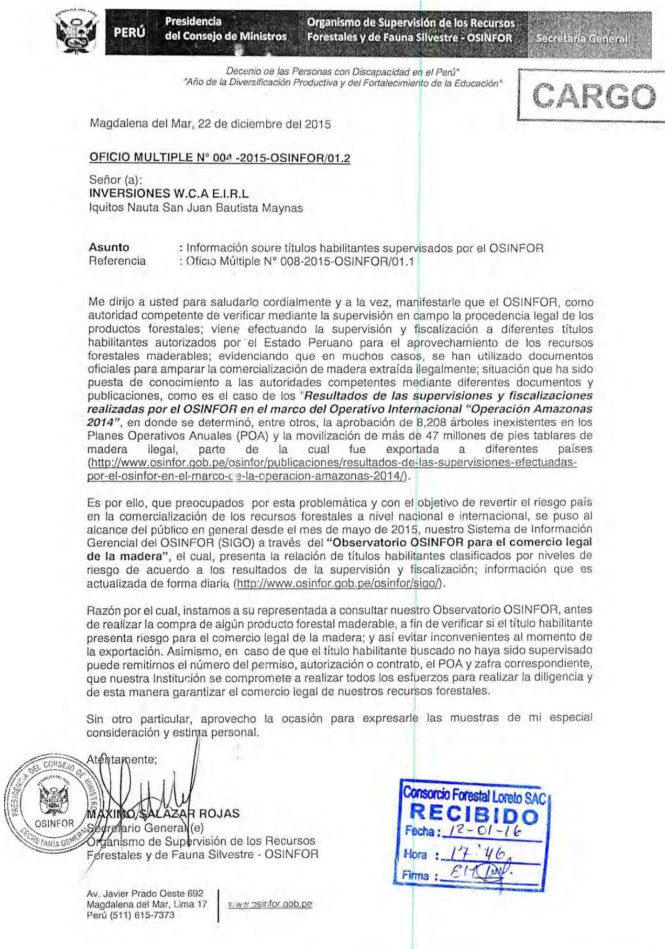 PERÚ
Presidencia
del Consejo de Ministros
Organismo de Supervisión de los Recursos
Forestales y de Fauna Silvestre - OSINFOR
Secretaría General
Decenio de las Personas con Discapacidad en el Perú"
"Año de la Diversificación Productiva y del Fortalecimiento de la Educación"
CARGO
Magdalena del Mar, 22 de diciembre del 2015
OFICIO MULTIPLE N° 004 -2015-OSINFOR/01.2
Señor (a):
INVERSIONES W.C.A E.I.R.L
Iquitos Nauta San Juan Bautista Maynas
Asunto : Información sobre títulos habilitantes supervisados por el OSINFOR
Referencia : Oficio Múltiple N° 008-2015-OSINFOR/01.1
Me dirijo a usted para saludarlo cordialmente y a la vez, manifestarle que el OSINFOR, como
autoridad competente de verificar mediante la supervisión en campo la procedencia legal de los
productos forestales; viene efectuando la supervisión y fiscalización a diferentes títulos
habilitantes autorizados por el Estado Peruano para el aprovechamiento de los recursos
forestales maderables; evidenciando que en muchos casos, se han utilizado documentos
oficiales para amparar la comercialización de madera extraída ilegalmente; situación que ha sido
puesta de conocimiento a las autoridades competentes mediante diferentes documentos y
publicaciones, como es el caso de los "Resultados de las supervisiones y fiscalizaciones
realizadas por el OSINFOR en el marco del Operativo Internacional "Operación Amazonas
2014", en donde se determinó, entre otros, la aprobación de 8,208 árboles inexistentes en los
Planes Operativos Anuales (POA) y la movilización de más de 47 millones de pies tablares de
madera ilegal, parte de la cual fue exportada a diferentes países
(http://www.osinfor.gob.pe/osinfor/publicaciones/resultados-de-las-supervisiones-efectuadas-
por-el-osinfor-en-el-marco-de-la-operacion-amazonas-2014/).
Es por ello, que preocupados por esta problemática y con el objetivo de revertir el riesgo país
en la comercialización de los recursos forestales a nivel nacional e internacional, se puso al
alcance del público en general desde el mes de mayo de 2015, nuestro Sistema de Información
Gerencial del OSINFOR (SIGO) a través del "Observatorio OSINFOR para el comercio legal
de la madera", el cual, presenta la relación de títulos habilitantes clasificados por niveles de
riesgo de acuerdo a los resultados de la supervisión y fiscalización; información que es
actualizada de forma diaria (http://www.osinfor.gob.pe/osinfor/sigo/).
Razón por el cual, instamos a su representada a consultar nuestro Observatorio OSINFOR, antes
de realizar la compra de algún producto forestal maderable, a fin de verificar si el título habilitante
presenta riesgo para el comercio legal de la madera; y así evitar inconvenientes al momento de
la exportación. Asimismo, en caso de que el título habilitante buscado no haya sido supervisado
puede remitirnos el número del permiso, autorización o contrato, el POA y zafra correspondiente,
que nuestra Institución se compromete a realizar todos los esfuerzos para realizar la diligencia y
de esta manera garantizar el comercio legal de nuestros recursos forestales.
Sin otro particular, aprovecho la ocasión para expresarle las muestras de mi especial
consideración y estima personal.
Atentamente;
PRESIDENCIA DEL CONSEJO DE MINISTROS
OSINFOR
SECRETARIA GENERAL
MAXIMO SALAZAR ROJAS
Secretario General (e)
Organismo de Supervisión de los Recursos
Forestales y de Fauna Silvestre - OSINFOR
Consorcio Forestal Loreto SAC
RECIBIDO
Fecha: 12-01-16
Hora : 17:46
Firma :
Av. Javier Prado Oeste 692
Magdalena del Mar, Lima 17
Perú (511) 615-7373
www.osinfor.gob.pe